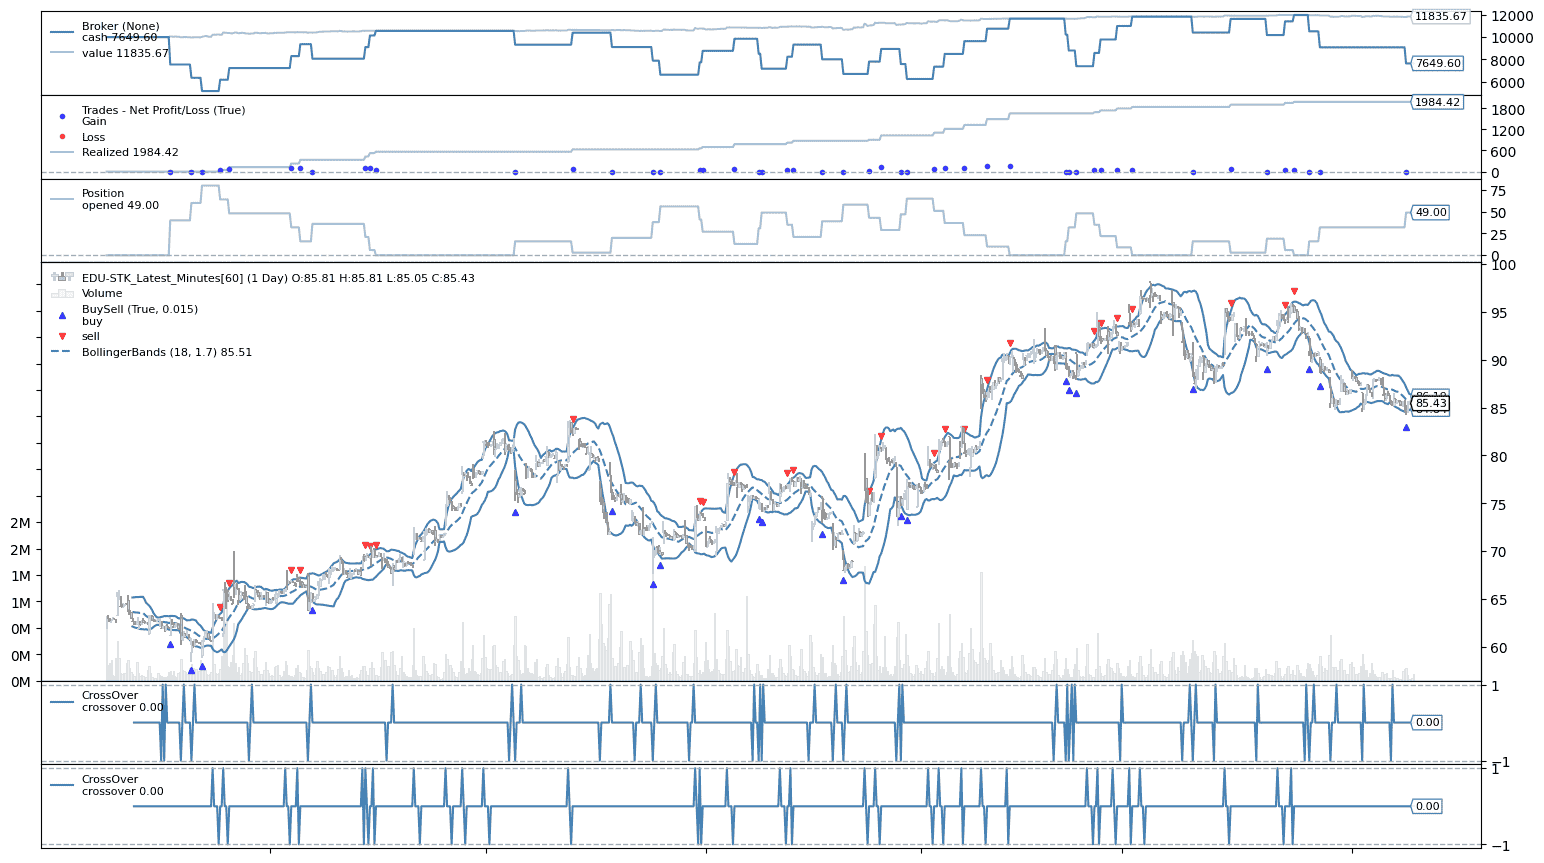 Broker (None)
cash 7649.60
value 11835.67
12000
11835.67
10000
8000
7649.60
6000
Trades - Net Profit/Loss (True)
Gain
Loss
Realized 1984.42
1984.42
1800
1200
600
0
Position
opened 49.00
75
50
49.00
25
0
EDU-STK_Latest_Minutes[60] (1 Day) O:85.81 H:85.81 L:85.05 C:85.43
Volume
BuySell (True, 0.015)
buy
sell
BollingerBands (18, 1.7) 85.51
100
95
90
85.43
85
80
75
70
65
60
2M
2M
1M
1M
0M
0M
0M
CrossOver
crossover 0.00
1
0.00
−1
CrossOver
crossover 0.00
1
0.00
−1